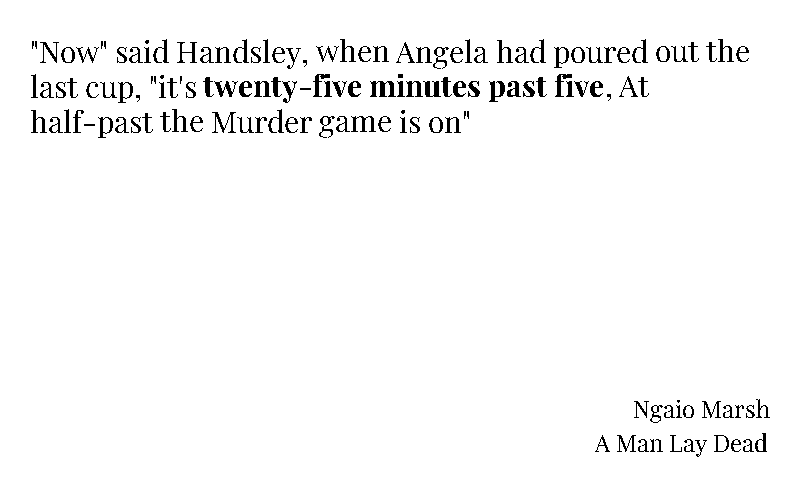 "Now" said Handsley, when Angela had poured out the
last cup, "it's twenty-five minutes past five, At
half-past the Murder game is on"
Ngaio Marsh
A Man Lay Dead